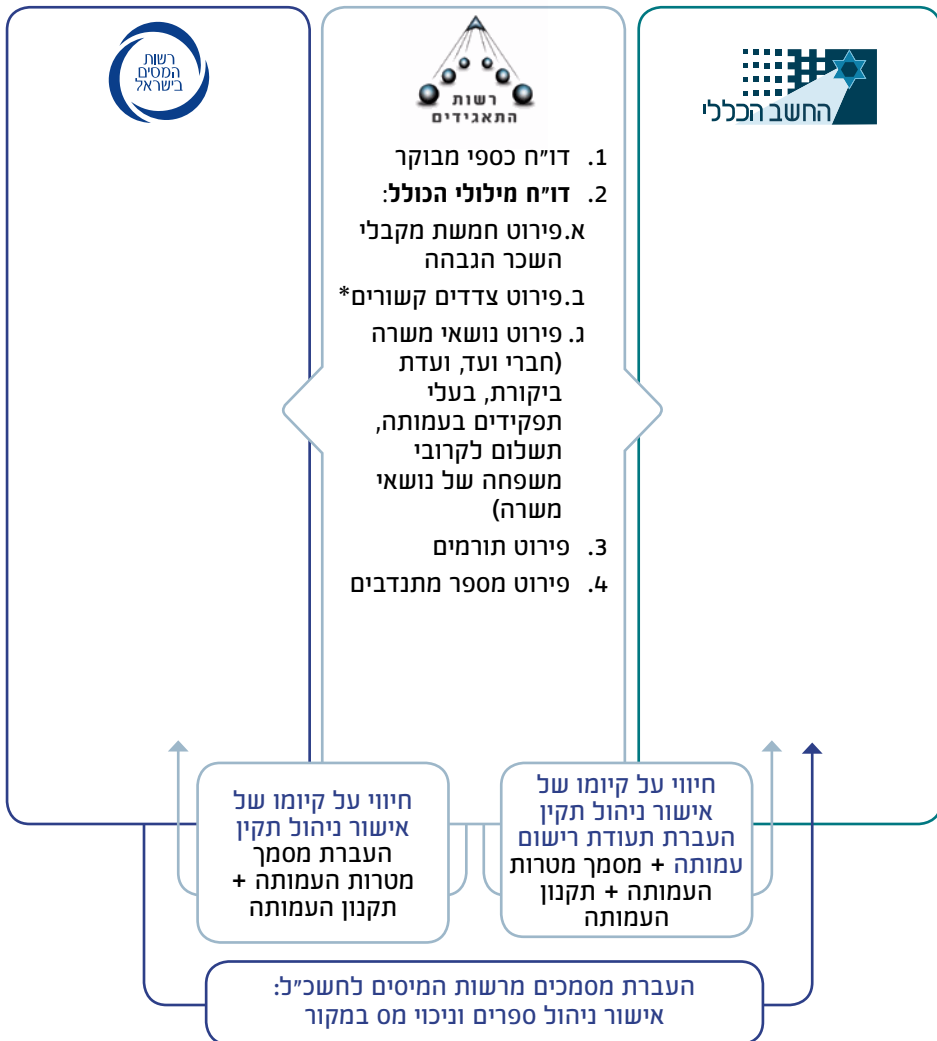 החשב הכללי
רשות
התאגידים
רשות
המסים
בישראל
1. דו״ח כספי מבוקר
2. דו״ח מילולי הכולל:
א.פירוט חמשת מקבלי
השכר הגבהה
ב.פירוט צדדים קשורים*
ג. פירוט נושאי משרה
(חברי ועד, ועדת
ביקורת, בעלי
תפקידים בעמותה,
תשלום לקרובי
משפחה של נושאי
משרה)
3. פירוט תורמים
4. פירוט מספר מתנדבים
חיווי על קיומו של
אישור ניהול תקין
העברת תעודת רישום
עמותה + מסמך מטרות
העמותה + תקנון
העמותה
חיווי על קיומו של
אישור ניהול תקין
העברת מסמך
מטרות העמותה +
תקנון העמותה
העברת מסמכים מרשות המיסים לחשכ״ל:
אישור ניהול ספרים וניכוי מס במקור